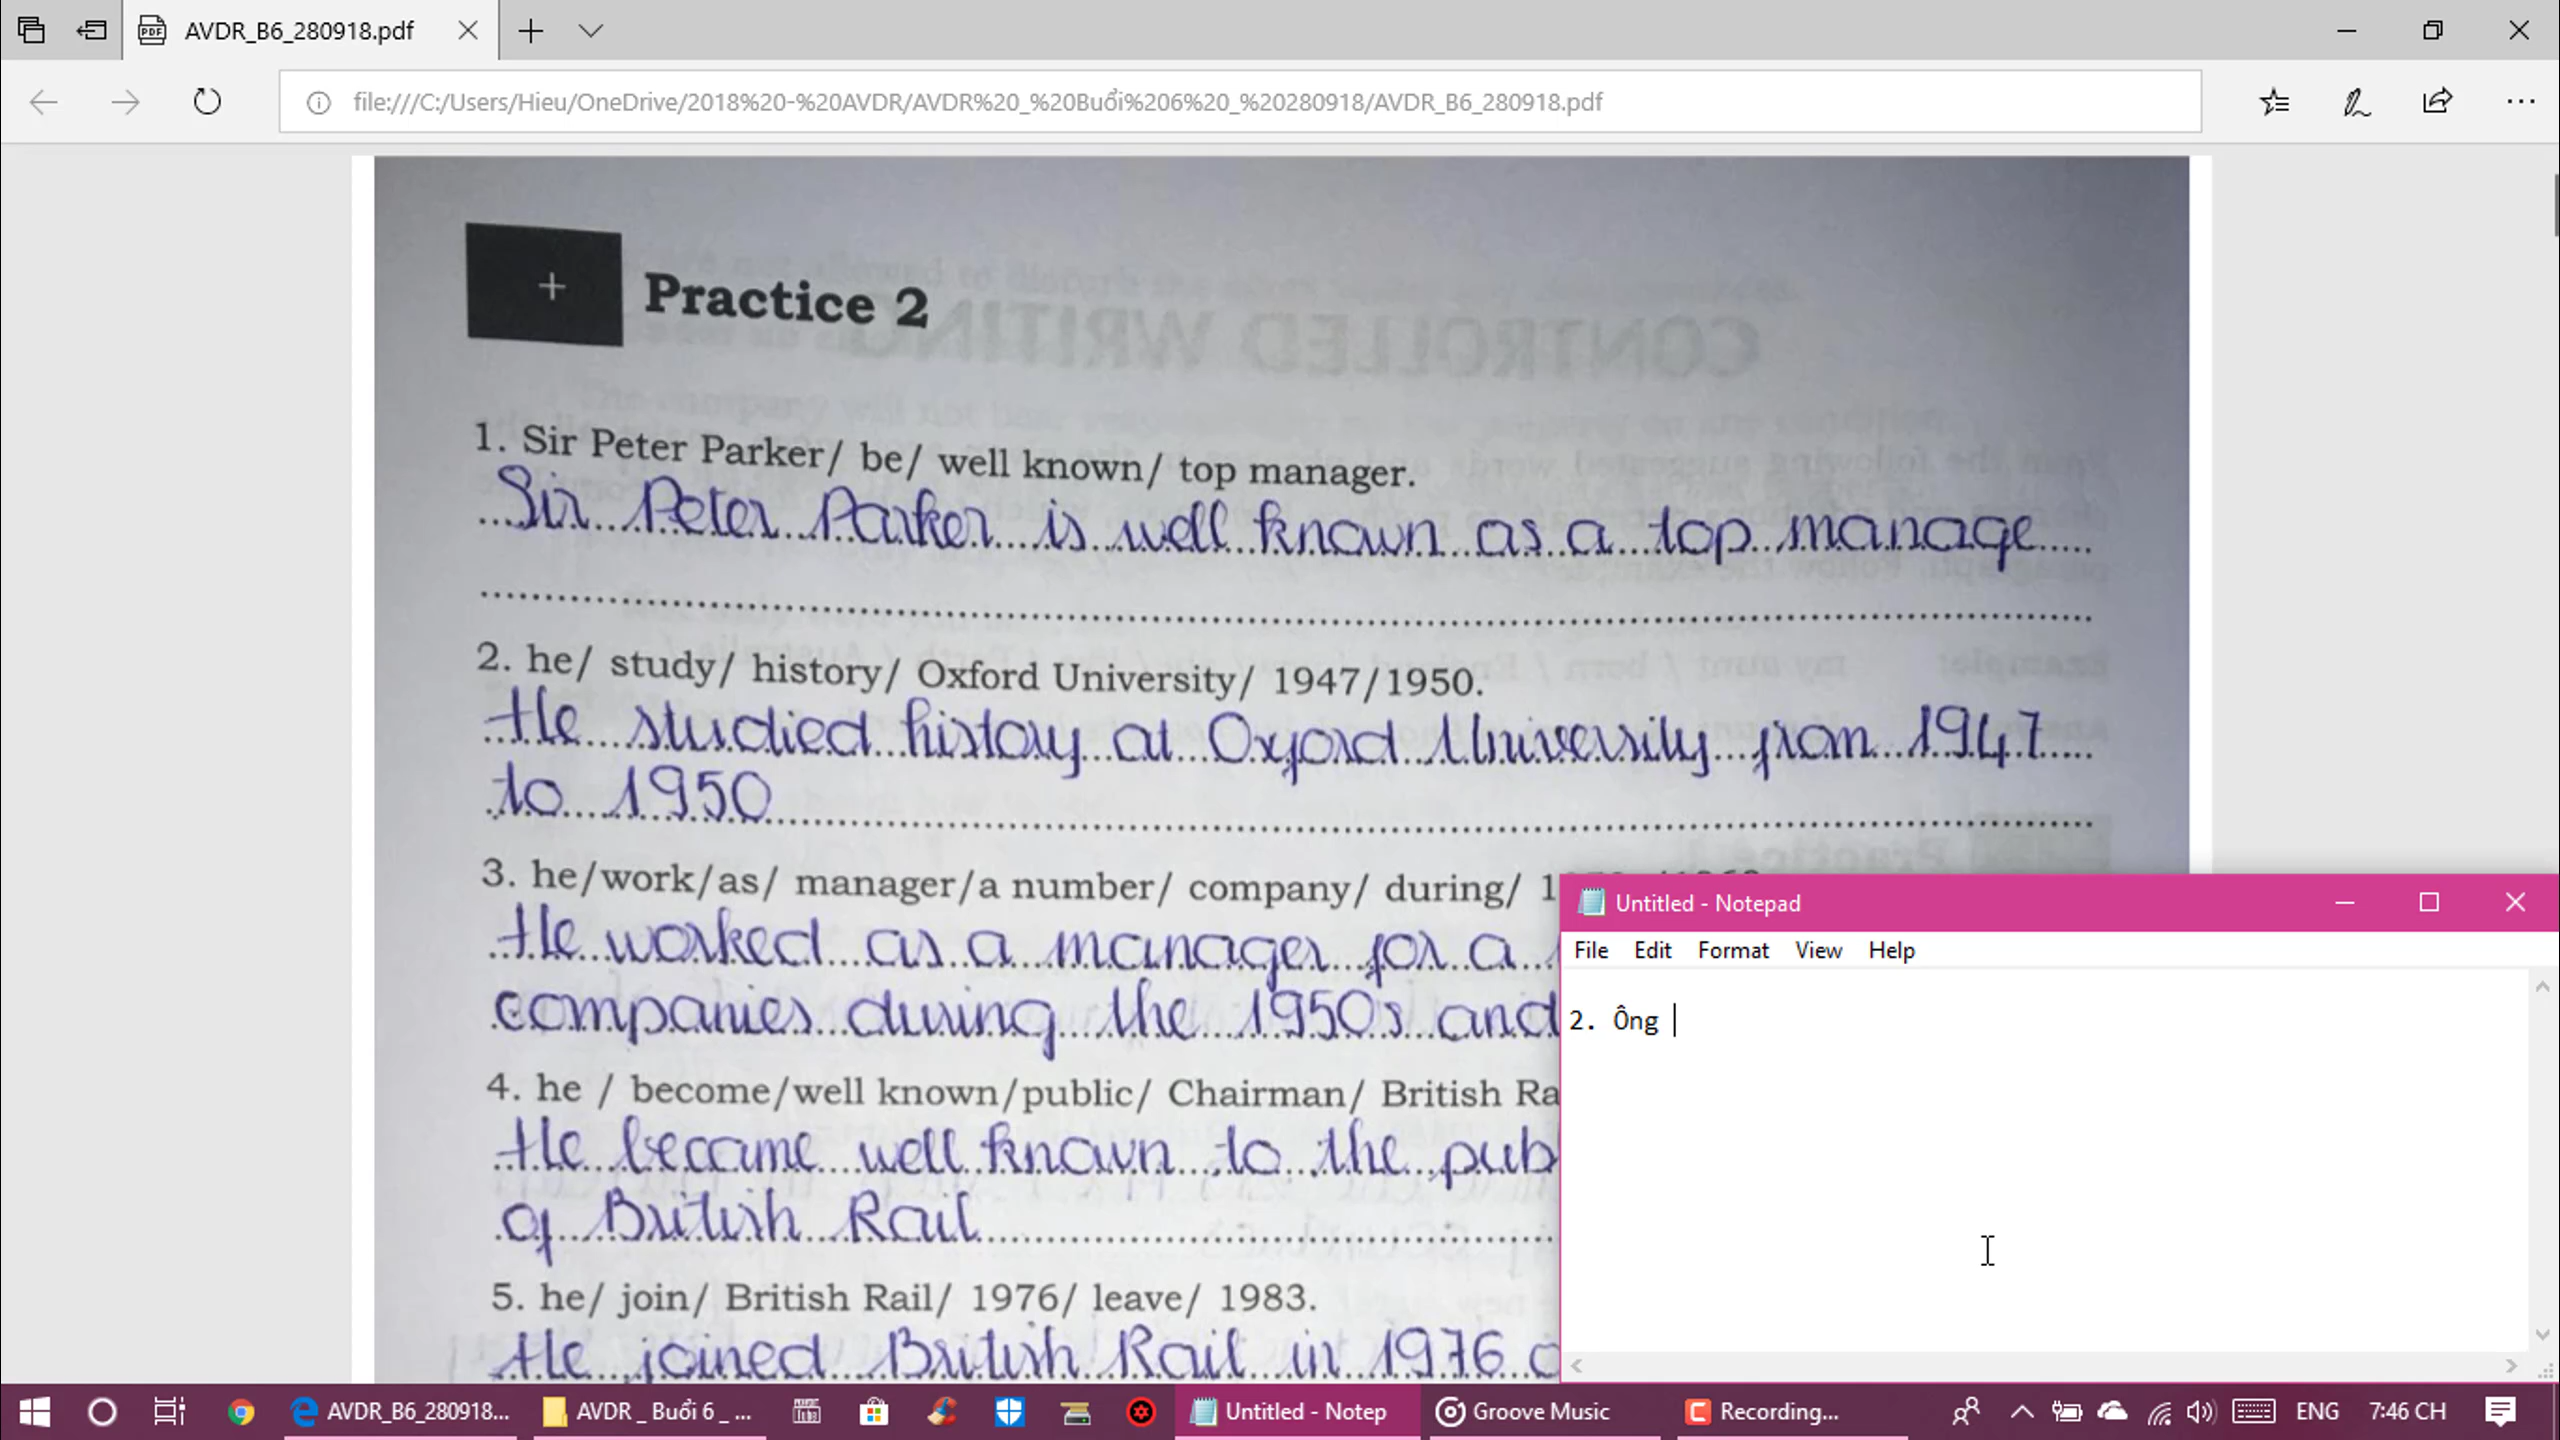 AVDR_B6_280918.pdf
file:///C:/Users/Hieu/OneDrive/2018%20-%20AVDR/AVDR%20_%20Buổi%206%20_%20280918/AVDR_B6_280918.pdf
+ Practice 2
1. Sir Peter Parker/ be/ well known/ top manager.
Sir Peter Parker is well known as a top manage
2. he/ study/ history/ Oxford University/ 1947/1950.
He studied history at Oxford University from 1947
to 1950
3. he/work/as/ manager/a number/ company/ during/
He worked as a manager for a
companies during the 1950s and
4. he / become/well known/public/ Chairman/ British Ra
He became well known to the pub
of British Rail
5. he/ join/ British Rail/ 1976/ leave/ 1983.
He joined British Rail in 1976
Untitled - Notepad
File Edit Format View Help
2. Ông
AVDR_B6_280918... AVDR _ Buổi 6 _ ... Untitled - Notep Groove Music Recording... ENG 7:46 CH